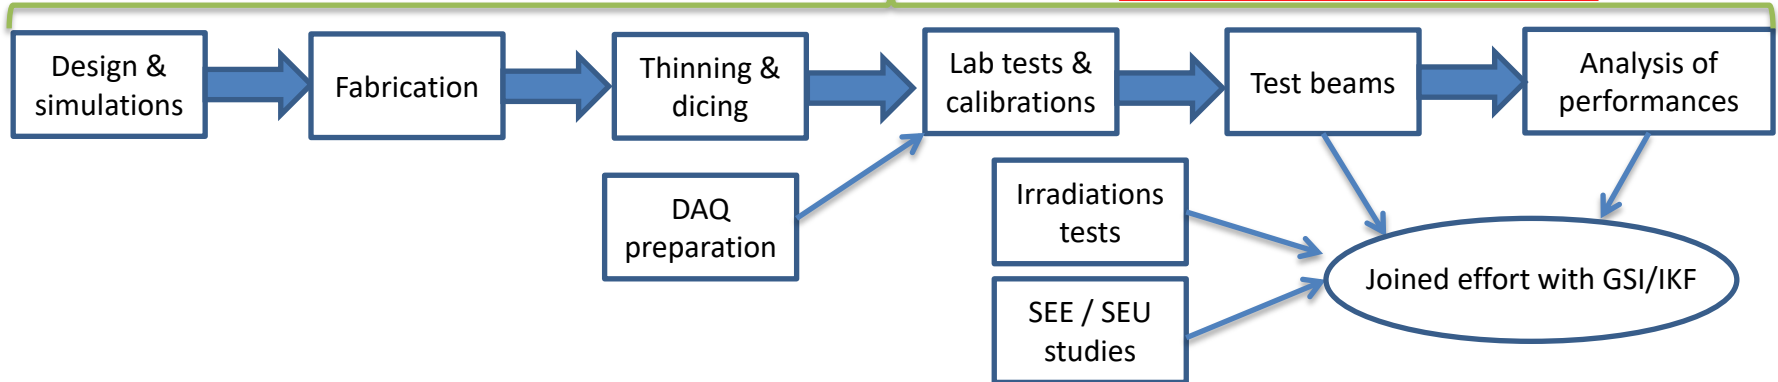 Design &
simulations
Fabrication
Thinning &
dicing
Lab tests &
calibrations
Test beams
Analysis of
performances
DAQ
preparation
Irradiations
tests
SEE / SEU
studies
Joined effort with GSI/IKF